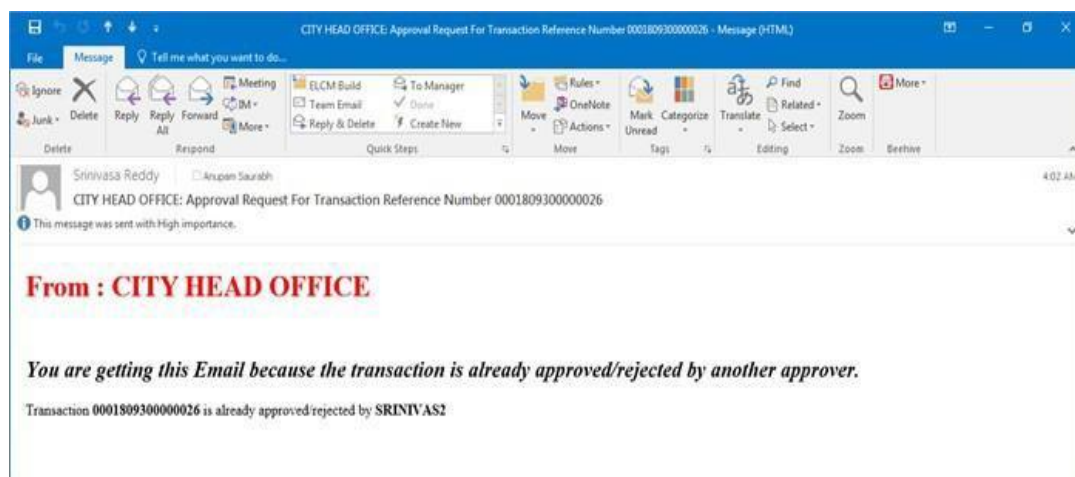 CITY HEAD OFFICE: Approval Request For Transaction Reference Number 0001809300000026 - Message (HTML)
File Message Tell me what you want to do...
Ignore Delete Reply Reply All Forward Meeting ELCM Build To Manager Move Rules OneNote Mark Unread Categorize Translate Find Zoom More
Junk IM Team Email Done Actions Related
More Reply & Delete Create New Select
Delete Respond Quick Steps Move Tags Editing Zoom Beehive
Srinivasa Reddy Anupam Saurabh 4:02 AM
CITY HEAD OFFICE: Approval Request For Transaction Reference Number 0001809300000026
This message was sent with High importance.
From : CITY HEAD OFFICE
You are getting this Email because the transaction is already approved/rejected by another approver.
Transaction 0001809300000026 is already approved/rejected by SRINIVAS2